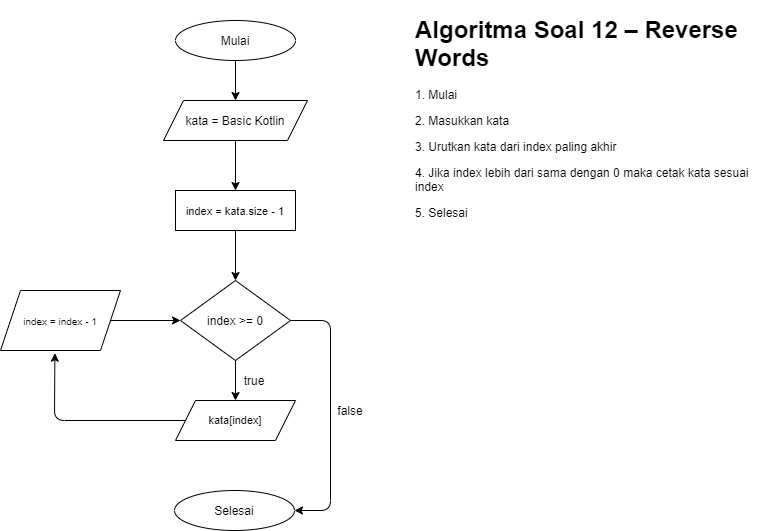 Mulai
kata = Basic Kotlin
index = kata.size - 1
index = index - 1
index >= 0
true
false
kata[index]
Selesai
Algoritma Soal 12 – Reverse
Words
1. Mulai
2. Masukkan kata
3. Urutkan kata dari index paling akhir
4. Jika index lebih dari sama dengan 0 maka cetak kata sesuai
index
5. Selesai